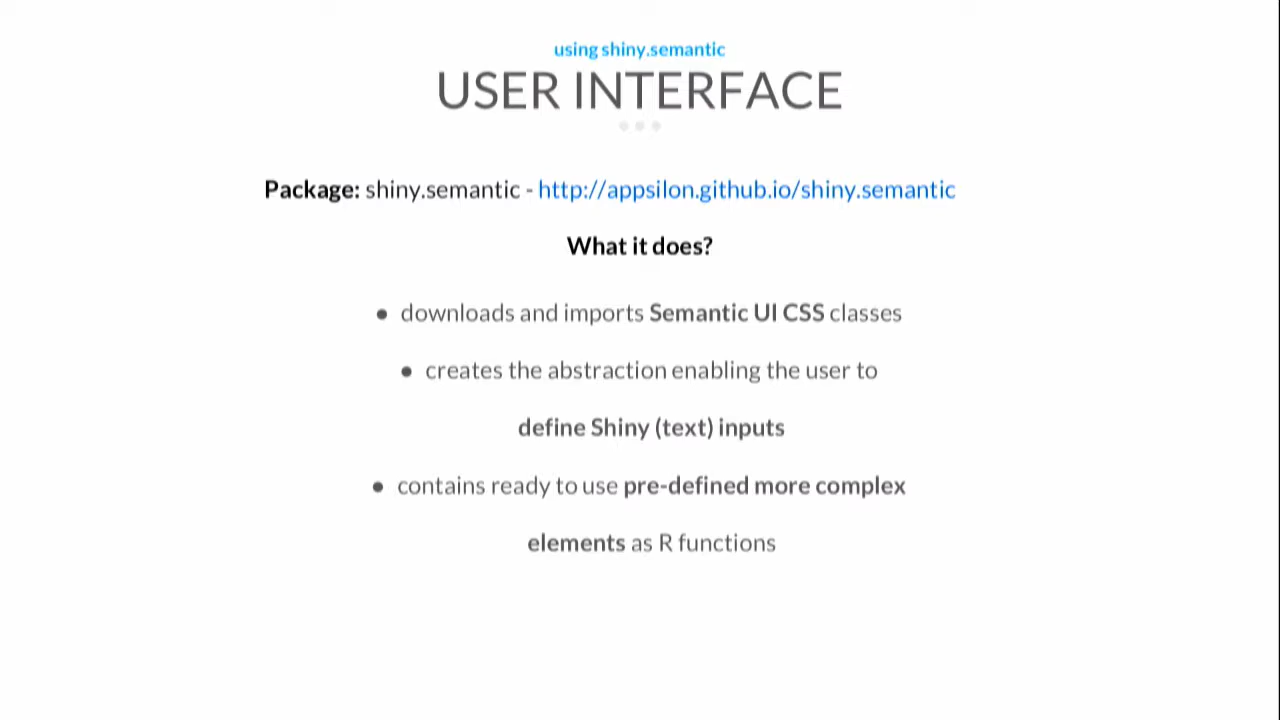 using shiny.semantic
USER INTERFACE
Package: shiny.semantic - http://appsilon.github.io/shiny.semantic
What it does?
• downloads and imports Semantic UI CSS classes
• creates the abstraction enabling the user to
define Shiny (text) inputs
• contains ready to use pre-defined more complex
elements as R functions